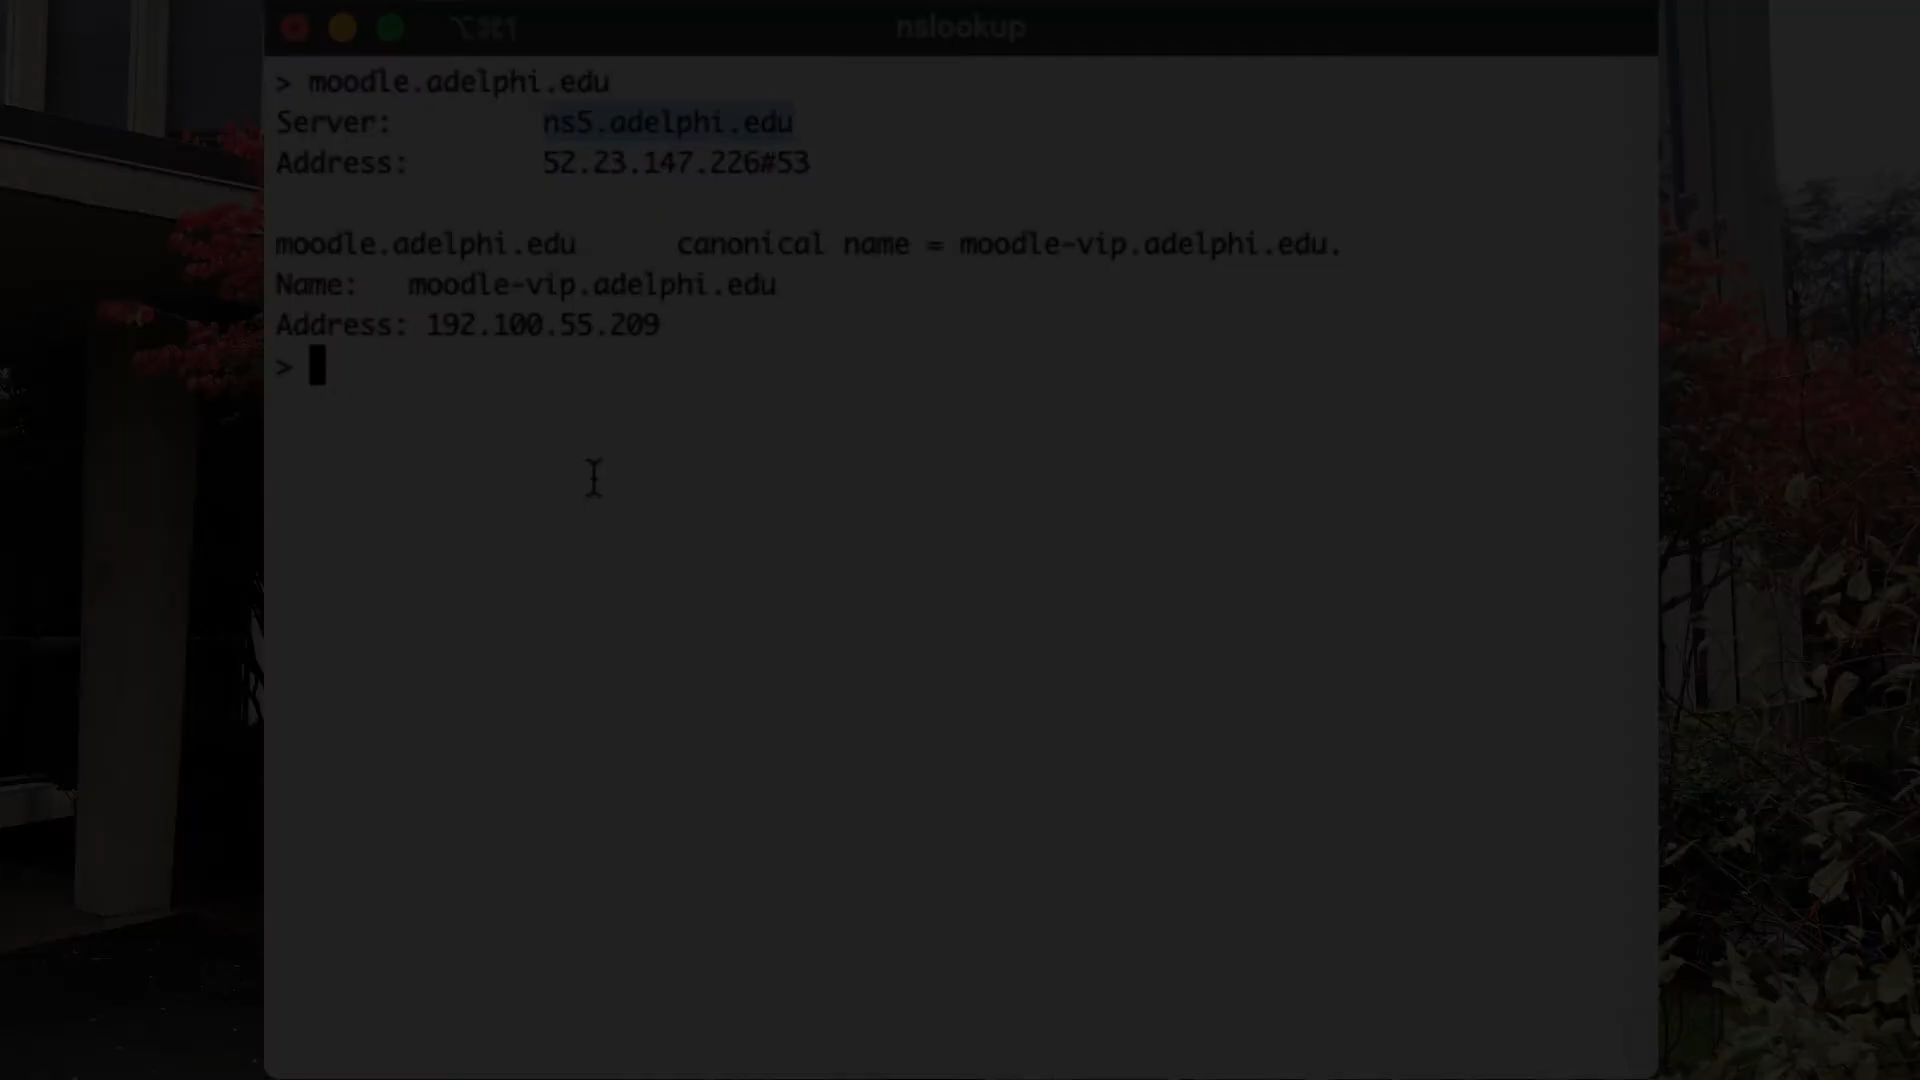 ⌥⌘1 nslookup
> moodle.adelphi.edu
Server: ns5.adelphi.edu
Address: 52.23.147.226#53
moodle.adelphi.edu canonical name = moodle-vip.adelphi.edu.
Name: moodle-vip.adelphi.edu
Address: 192.100.55.209
>